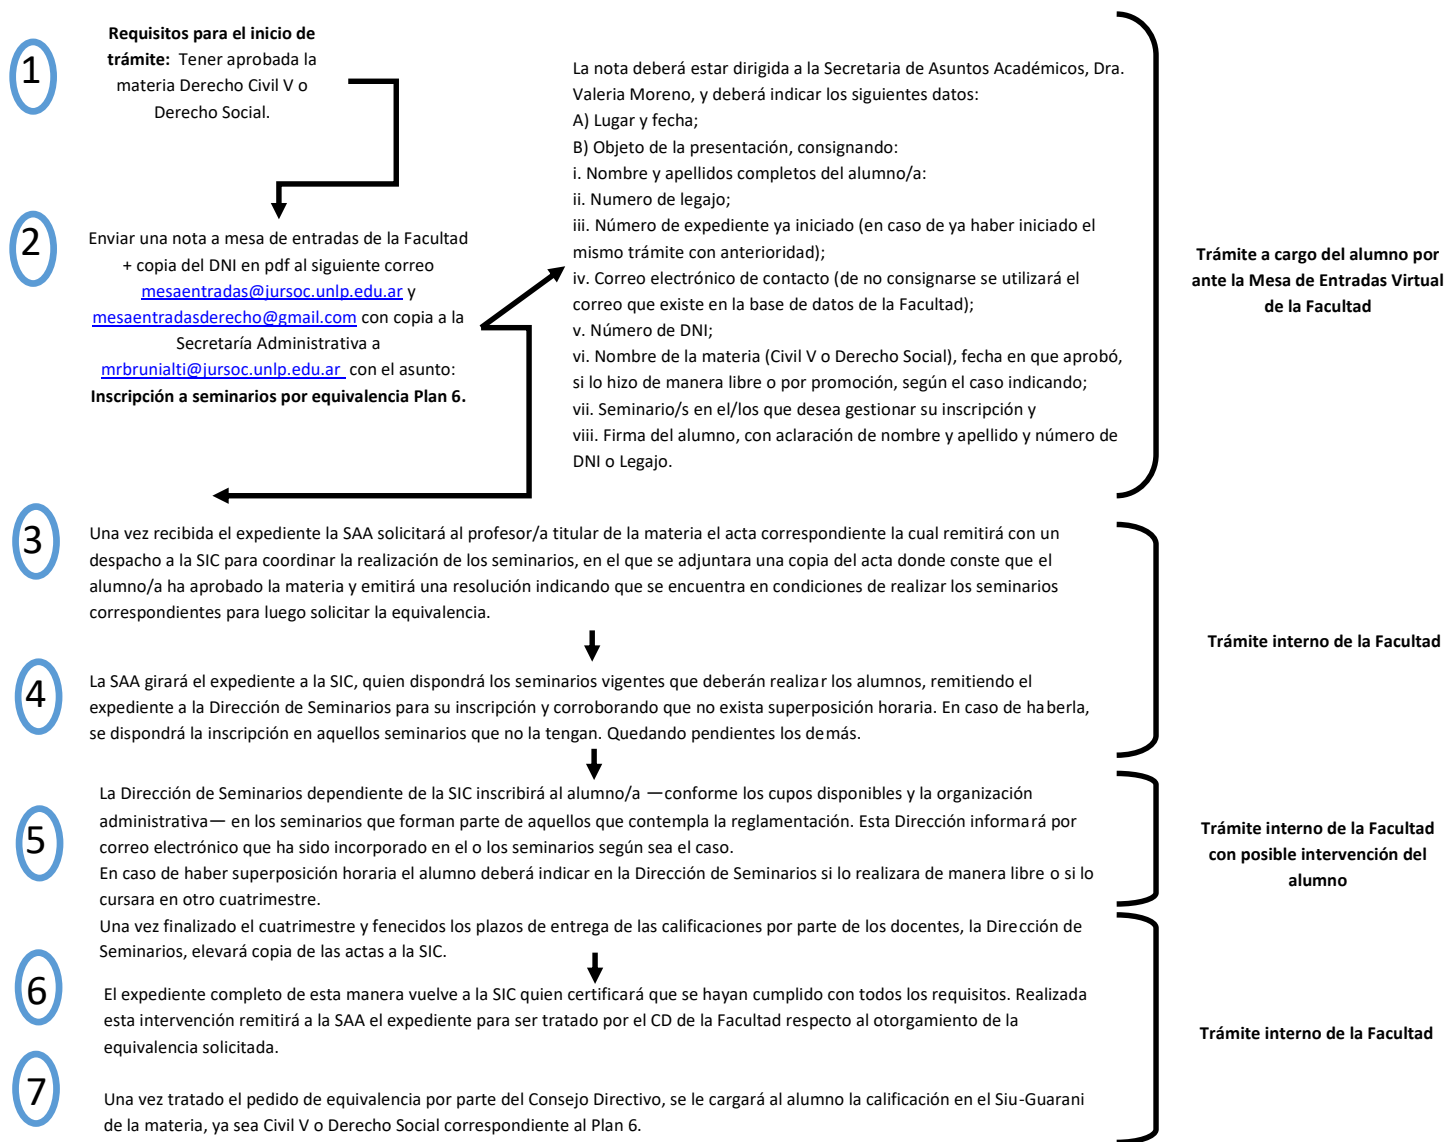 1
Requisitos para el inicio de
trámite: Tener aprobada la
materia Derecho Civil V o
Derecho Social.
2
Enviar una nota a mesa de entradas de la Facultad
+ copia del DNI en pdf al siguiente correo
mesaentradas@jursoc.unlp.edu.ar y
mesaentradasderecho@gmail.com con copia a la
Secretaría Administrativa a
mrbrunialti@jursoc.unlp.edu.ar con el asunto:
Inscripción a seminarios por equivalencia Plan 6.
La nota deberá estar dirigida a la Secretaria de Asuntos Académicos, Dra.
Valeria Moreno, y deberá indicar los siguientes datos:
A) Lugar y fecha;
B) Objeto de la presentación, consignando:
i. Nombre y apellidos completos del alumno/a:
ii. Numero de legajo;
iii. Número de expediente ya iniciado (en caso de ya haber iniciado el
mismo trámite con anterioridad);
iv. Correo electrónico de contacto (de no consignarse se utilizará el
correo que existe en la base de datos de la Facultad);
v. Número de DNI;
vi. Nombre de la materia (Civil V o Derecho Social), fecha en que aprobó,
si lo hizo de manera libre o por promoción, según el caso indicando;
vii. Seminario/s en el/los que desea gestionar su inscripción y
viii. Firma del alumno, con aclaración de nombre y apellido y número de
DNI o Legajo.
Trámite a cargo del alumno por
ante la Mesa de Entradas Virtual
de la Facultad
3
Una vez recibida el expediente la SAA solicitará al profesor/a titular de la materia el acta correspondiente la cual remitirá con un
despacho a la SIC para coordinar la realización de los seminarios, en el que se adjuntara una copia del acta donde conste que el
alumno/a ha aprobado la materia y emitirá una resolución indicando que se encuentra en condiciones de realizar los seminarios
correspondientes para luego solicitar la equivalencia.
Trámite interno de la Facultad
4
La SAA girará el expediente a la SIC, quien dispondrá los seminarios vigentes que deberán realizar los alumnos, remitiendo el
expediente a la Dirección de Seminarios para su inscripción y corroborando que no exista superposición horaria. En caso de haberla,
se dispondrá la inscripción en aquellos seminarios que no la tengan. Quedando pendientes los demás.
5
La Dirección de Seminarios dependiente de la SIC inscribirá al alumno/a —conforme los cupos disponibles y la organización
administrativa— en los seminarios que forman parte de aquellos que contempla la reglamentación. Esta Dirección informará por
correo electrónico que ha sido incorporado en el o los seminarios según sea el caso.
En caso de haber superposición horaria el alumno deberá indicar en la Dirección de Seminarios si lo realizara de manera libre o si lo
cursara en otro cuatrimestre.
Trámite interno de la Facultad
con posible intervención del
alumno
Una vez finalizado el cuatrimestre y fenecidos los plazos de entrega de las calificaciones por parte de los docentes, la Dirección de
Seminarios, elevará copia de las actas a la SIC.
6
El expediente completo de esta manera vuelve a la SIC quien certificará que se hayan cumplido con todos los requisitos. Realizada
esta intervención remitirá a la SAA el expediente para ser tratado por el CD de la Facultad respecto al otorgamiento de la
equivalencia solicitada.
Trámite interno de la Facultad
7
Una vez tratado el pedido de equivalencia por parte del Consejo Directivo, se le cargará al alumno la calificación en el Siu-Guarani
de la materia, ya sea Civil V o Derecho Social correspondiente al Plan 6.